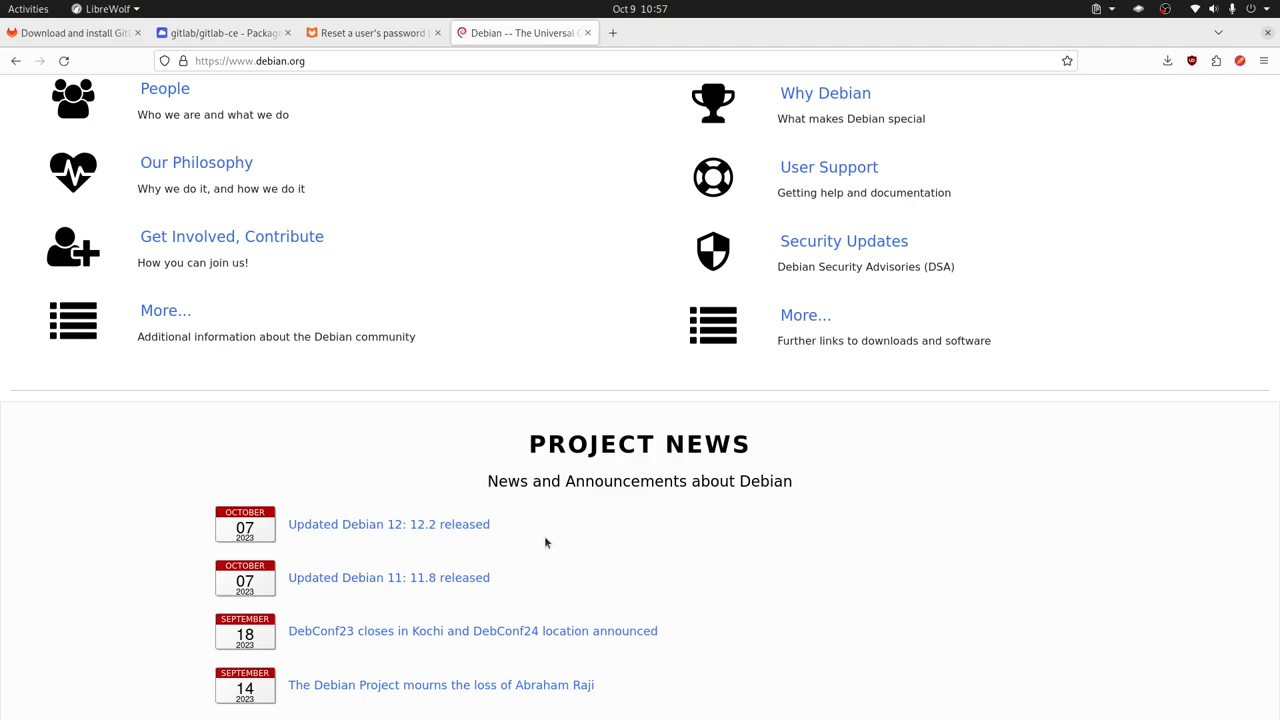 Activities
LibreWolf
Oct 9 10:57
Download and install Git
gitlab/gitlab-ce - Package
Reset a user's password |
Debian -- The Universal O
https://www.debian.org
People
Who we are and what we do
Our Philosophy
Why we do it, and how we do it
Get Involved, Contribute
How you can join us!
More...
Additional information about the Debian community
Why Debian
What makes Debian special
User Support
Getting help and documentation
Security Updates
Debian Security Advisories (DSA)
More...
Further links to downloads and software
PROJECT NEWS
News and Announcements about Debian
OCTOBER
07
2023
Updated Debian 12: 12.2 released
OCTOBER
07
2023
Updated Debian 11: 11.8 released
SEPTEMBER
18
2023
DebConf23 closes in Kochi and DebConf24 location announced
SEPTEMBER
14
2023
The Debian Project mourns the loss of Abraham Raji